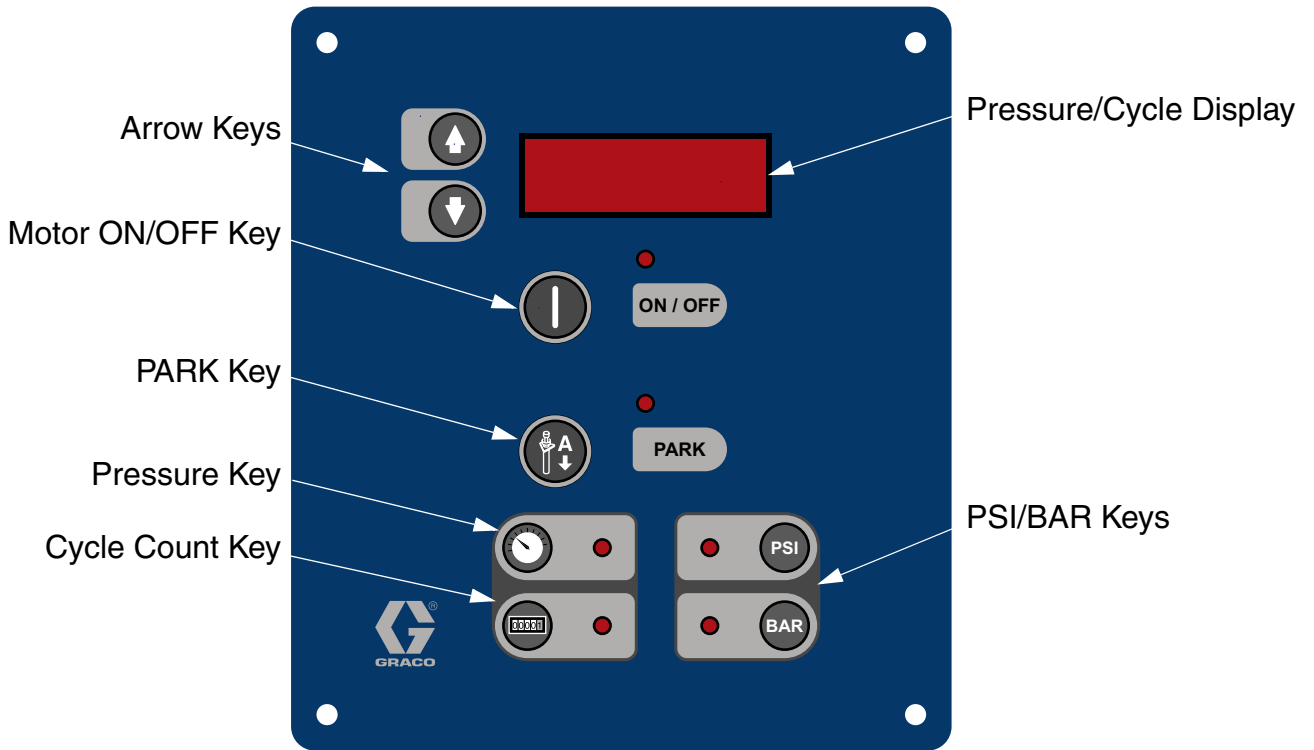 Arrow Keys
Pressure/Cycle Display
Motor ON/OFF Key
ON / OFF
PARK Key
A
PARK
Pressure Key
PSI
PSI/BAR Keys
Cycle Count Key
00001
BAR
G
®
GRACO